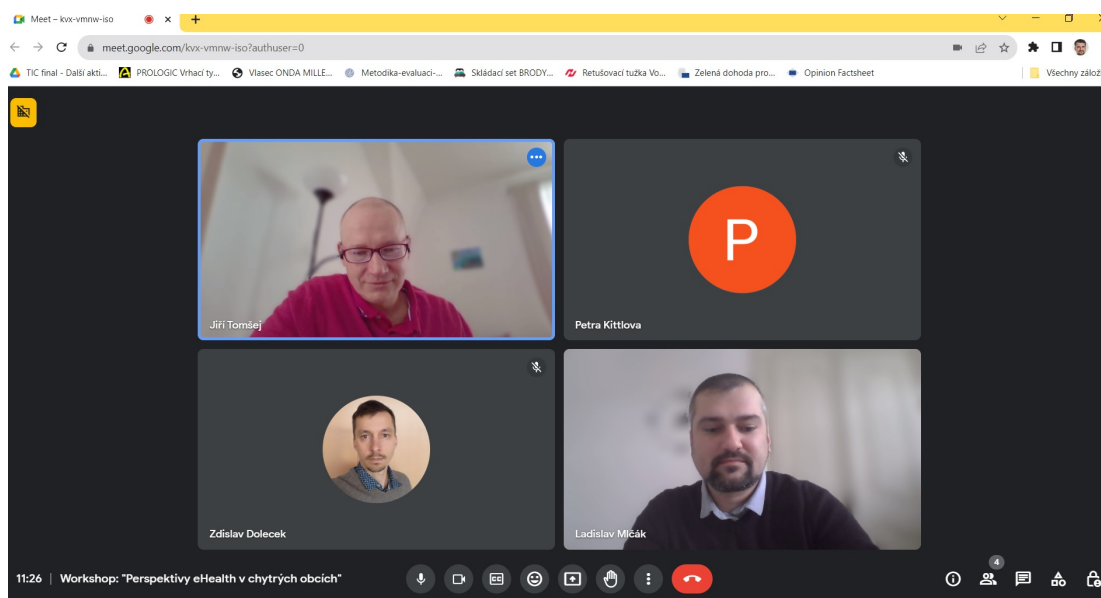 Meet – kvx-vmnw-iso
meet.google.com/kvx-vmnw-iso?authuser=0
TIC final - Další akti... PROLOGIC Vrhací ty... Vlasec ONDA MILLE... Metodika-evaluaci-... Skládací set BRODY... Retušovací tužka Vo... Zelená dohoda pro... Opinion Factsheet Všechny zálož
Jiří Tomšej
P
Petra Kittlova
Zdislav Dolecek
Ladislav Mlčák
4
11:26 | Workshop: "Perspektivy eHealth v chytrých obcích"
CC